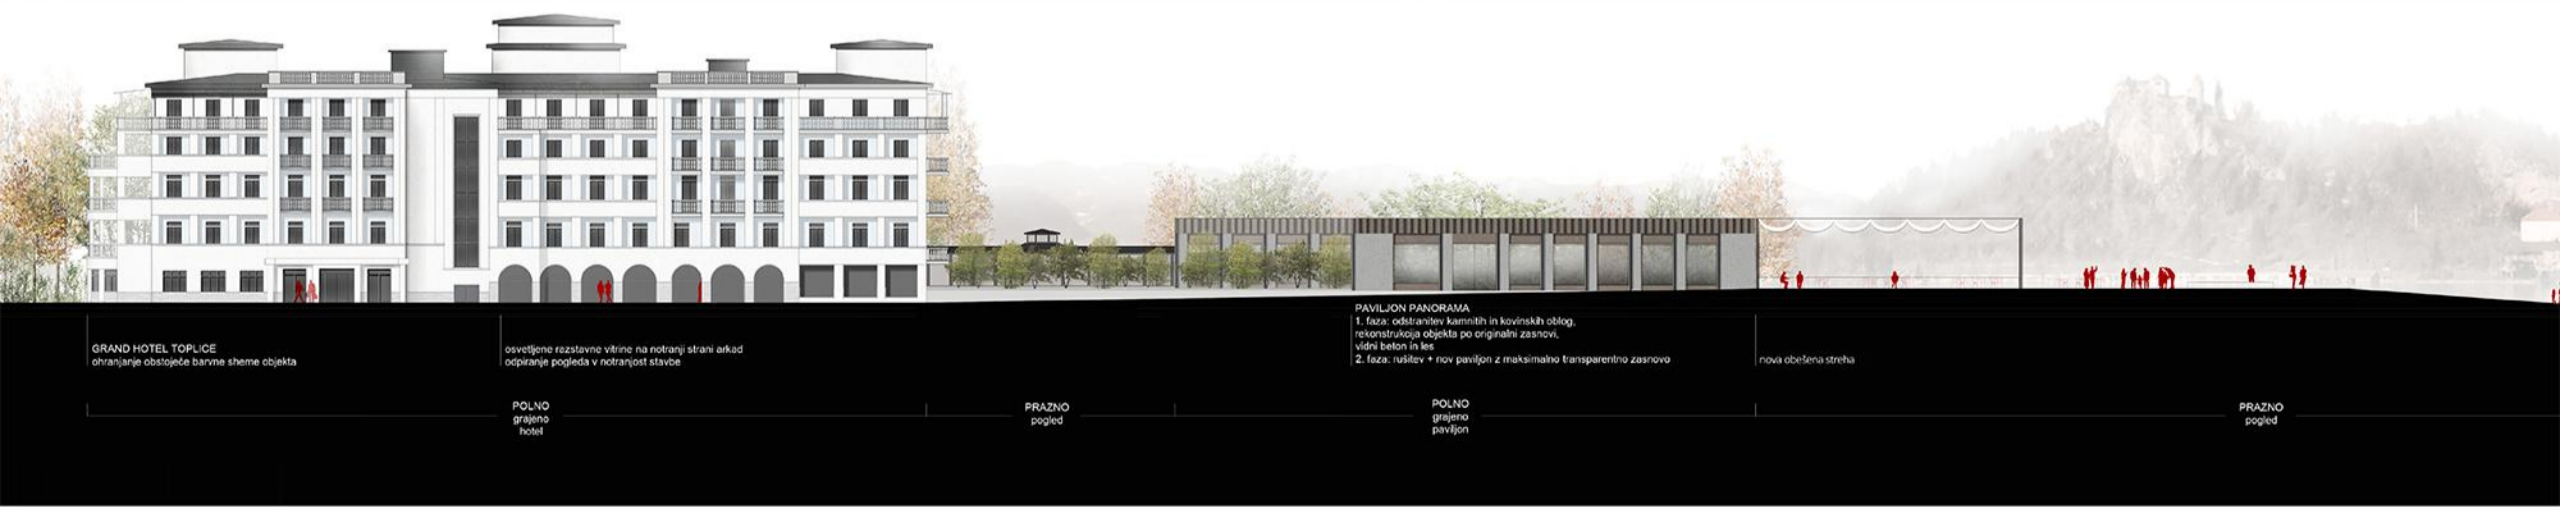 GRAND HOTEL TOPLICE
ohranjanje obstoječe barvne sheme objekta
osvetljene razstavne vitrine na notranji strani arkad
odpiranje pogleda v notranjost stavbe
PAVILJON PANORAMA
1. faza: odstranitev kamnitih in kovinskih oblog,
rekonstrukcija objekta po originalni zasnovi,
vidni beton in les
2. faza: rušitev + nov paviljon z maksimalno transparentno zasnovo
nova obešena streha
POLNO
grajeno
hotel
PRAZNO
pogled
POLNO
grajeno
paviljon
PRAZNO
pogled